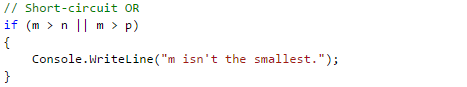 // Short-circuit OR
if (m > n || m > p)
{
    Console.WriteLine("m isn't the smallest.");
}